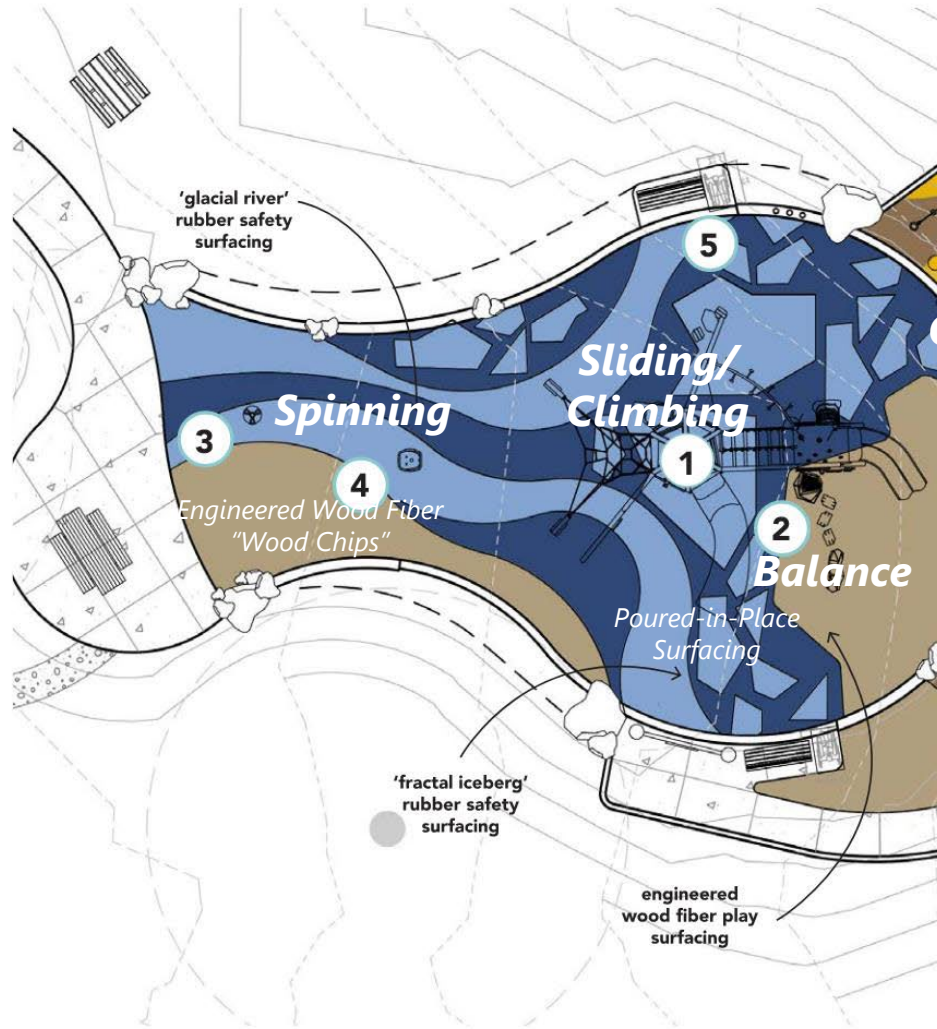 'glacial river'
rubber safety
surfacing
5
Sliding/
Climbing
Spinning
3
1
4
Engineered Wood Fiber
“Wood Chips”
2
Balance
Poured-in-Place
Surfacing
'fractal iceberg'
rubber safety
surfacing
engineered
wood fiber play
surfacing